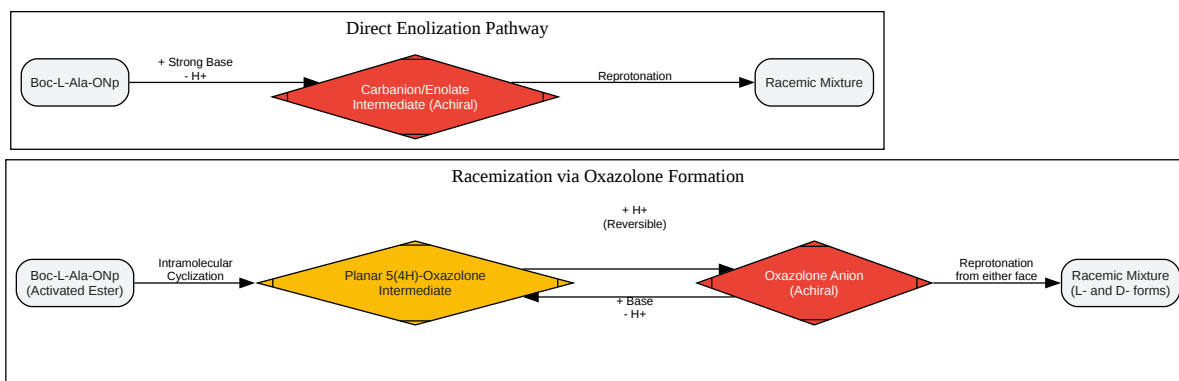 Direct Enolization Pathway
Boc-L-Ala-ONp
+ Strong Base
- H+
Carbanion/Enolate
Intermediate (Achiral)
Reprotonation
Racemic Mixture
Racemization via Oxazolone Formation
Boc-L-Ala-ONp
(Activated Ester)
Intramolecular
Cyclization
Planar 5(4H)-Oxazolone
Intermediate
+ H+
(Reversible)
+ Base
- H+
Oxazolone Anion
(Achiral)
Reprotonation
from either face
Racemic Mixture
(L- and D- forms)